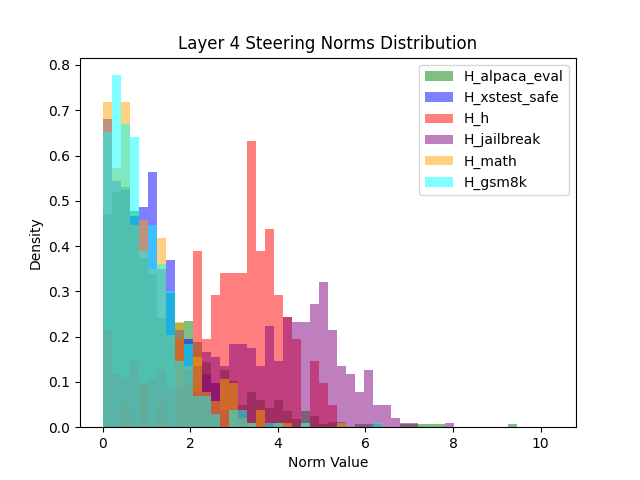 Layer 4 Steering Norms Distribution
H_alpaca_eval
H_xstest_safe
H_h
H_jailbreak
H_math
H_gsm8k
Density
0.8
0.7
0.6
0.5
0.4
0.3
0.2
0.1
0.0
0 2 4 6 8 10
Norm Value